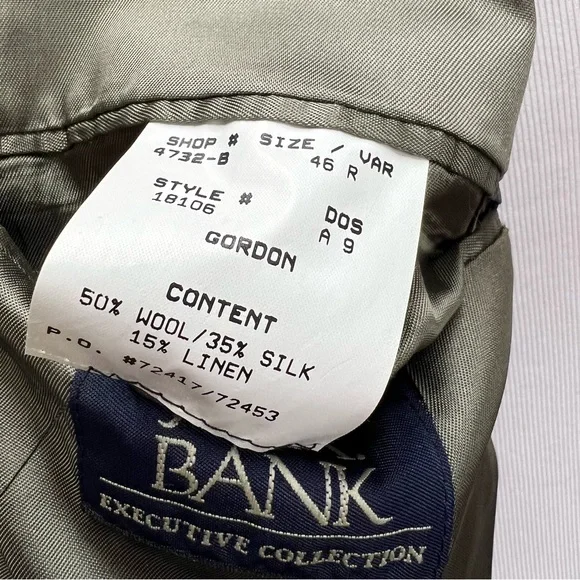 SHOP # SIZE / VAR
4732-B 46 R
STYLE # DOS
18106 A 9
GORDON
CONTENT
50% WOOL/35% SILK
15% LINEN
P.O. #72417/72453
BANK
EXECUTIVE COLLECTION